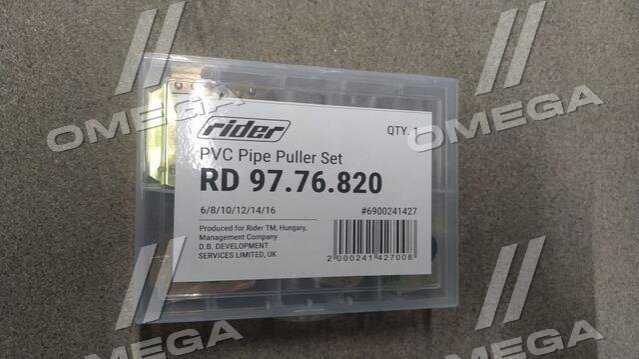 OMEGA
OMEGA
rider
QTY. 1
PVC Pipe Puller Set
RD 97.76.820
6/8/10/12/14/16
#6900241427
Produced for Rider TM, Hungary,
Management Company
D.B. DEVELOPMENT
SERVICES LIMITED, UK
2 000241 427008
OMEGA
OMEGA